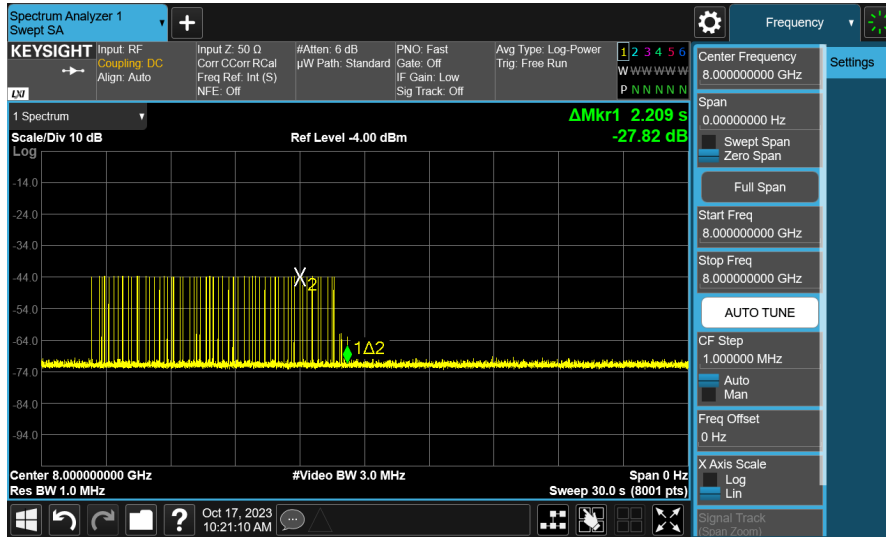 Spectrum Analyzer 1
Swept SA
+
Frequency
KEYSIGHT
LXI
Input: RF
Coupling: DC
Align: Auto
Input Z: 50 Ω
Corr CCorr RCal
Freq Ref: Int (S)
NFE: Off
#Atten: 6 dB
µW Path: Standard
PNO: Fast
Gate: Off
IF Gain: Low
Sig Track: Off
Avg Type: Log-Power
Trig: Free Run
1 2 3 4 5 6
W W W W W W
P N N N N N
1 Spectrum
ΔMkr1 2.209 s
-27.82 dB
Scale/Div 10 dB
Ref Level -4.00 dBm
Log
-14.0
-24.0
-34.0
-44.0
-54.0
-64.0
-74.0
-84.0
-94.0
X2
1Δ2
Center 8.000000000 GHz
#Video BW 3.0 MHz
Span 0 Hz
Res BW 1.0 MHz
Sweep 30.0 s (8001 pts)
?
Oct 17, 2023
10:21:10 AM
Center Frequency
8.000000000 GHz
Settings
Span
0.00000000 Hz
Swept Span
Zero Span
Full Span
Start Freq
8.000000000 GHz
Stop Freq
8.000000000 GHz
AUTO TUNE
CF Step
1.000000 MHz
Auto
Man
Freq Offset
0 Hz
X Axis Scale
Log
Lin
Signal Track
(Span Zoom)